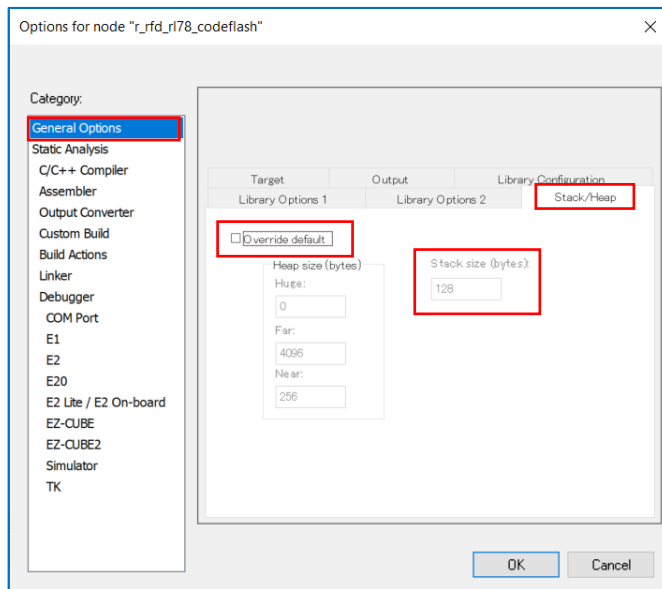 Options for node "r_rfd_rl78_codeflash"
Category:
General Options
Static Analysis
C/C++ Compiler
Assembler
Output Converter
Custom Build
Build Actions
Linker
Debugger
COM Port
E1
E2
E20
E2 Lite / E2 On-board
EZ-CUBE
EZ-CUBE2
Simulator
TK
Target Output Library Configuration
Library Options 1 Library Options 2 Stack/Heap
Override default
Heap size (bytes)
Huge:
0
Far:
4096
Near:
256
Stack size (bytes):
128
OK Cancel